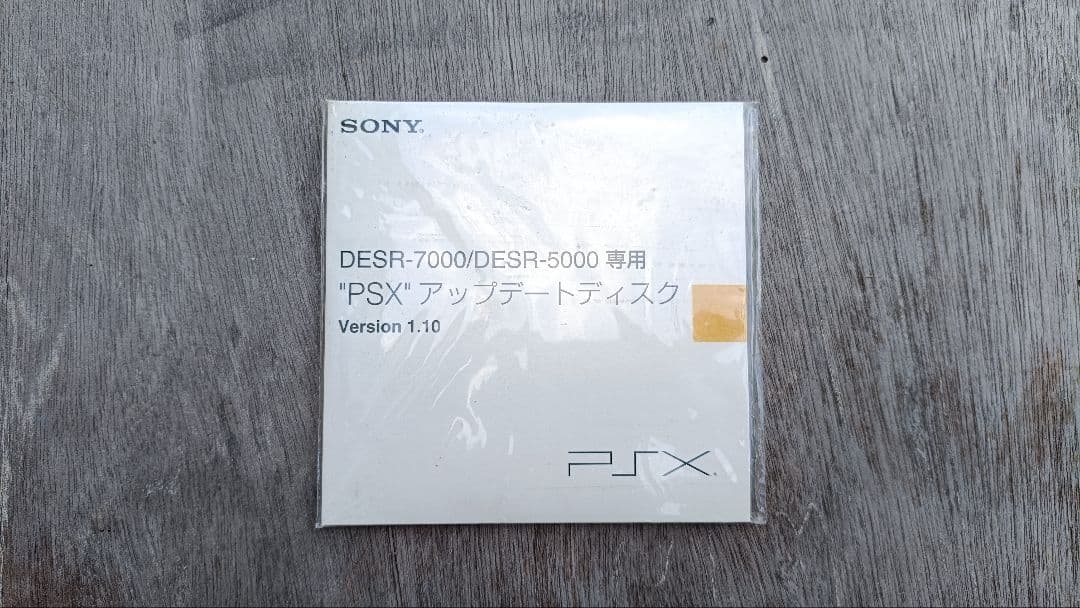 SONY®
DESR-7000/DESR-5000 専用
"PSX" アップデートディスク
Version 1.10
PSX